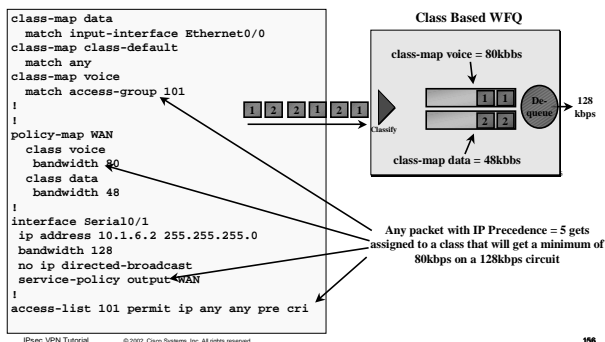 class-map data
match input-interface Ethernet0/0
class-map class-default
match any
class-map voice
match access-group 101
!
!
policy-map WAN
class voice
bandwidth 80
class data
bandwidth 48
!
interface Serial0/1
ip address 10.1.6.2 255.255.255.0
bandwidth 128
no ip directed-broadcast
service-policy output WAN
!
access-list 101 permit ip any any pre cri
Class Based WFQ
class-map voice = 80kbbs
1 2 2 1 2 1
Classify
1 1
2 2
De-
queue
128
kbps
class-map data = 48kbbs
Any packet with IP Precedence = 5 gets
assigned to a class that will get a minimum of
80kbps on a 128kbps circuit
IPsec VPN Tutorial © 2002, Cisco Systems, Inc. All rights reserved. 156